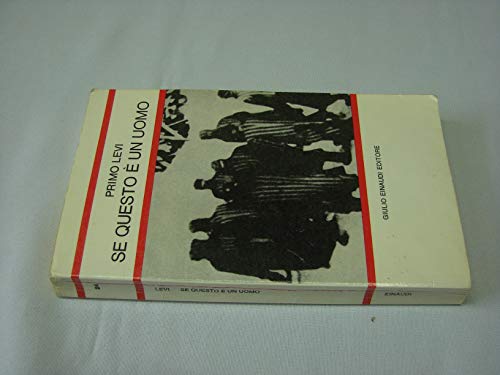 PRIMO LEVI
SE QUESTO È UN UOMO
GIULIO EINAUDI EDITORE
LEVI SE QUESTO È UN UOMO EINAUDI